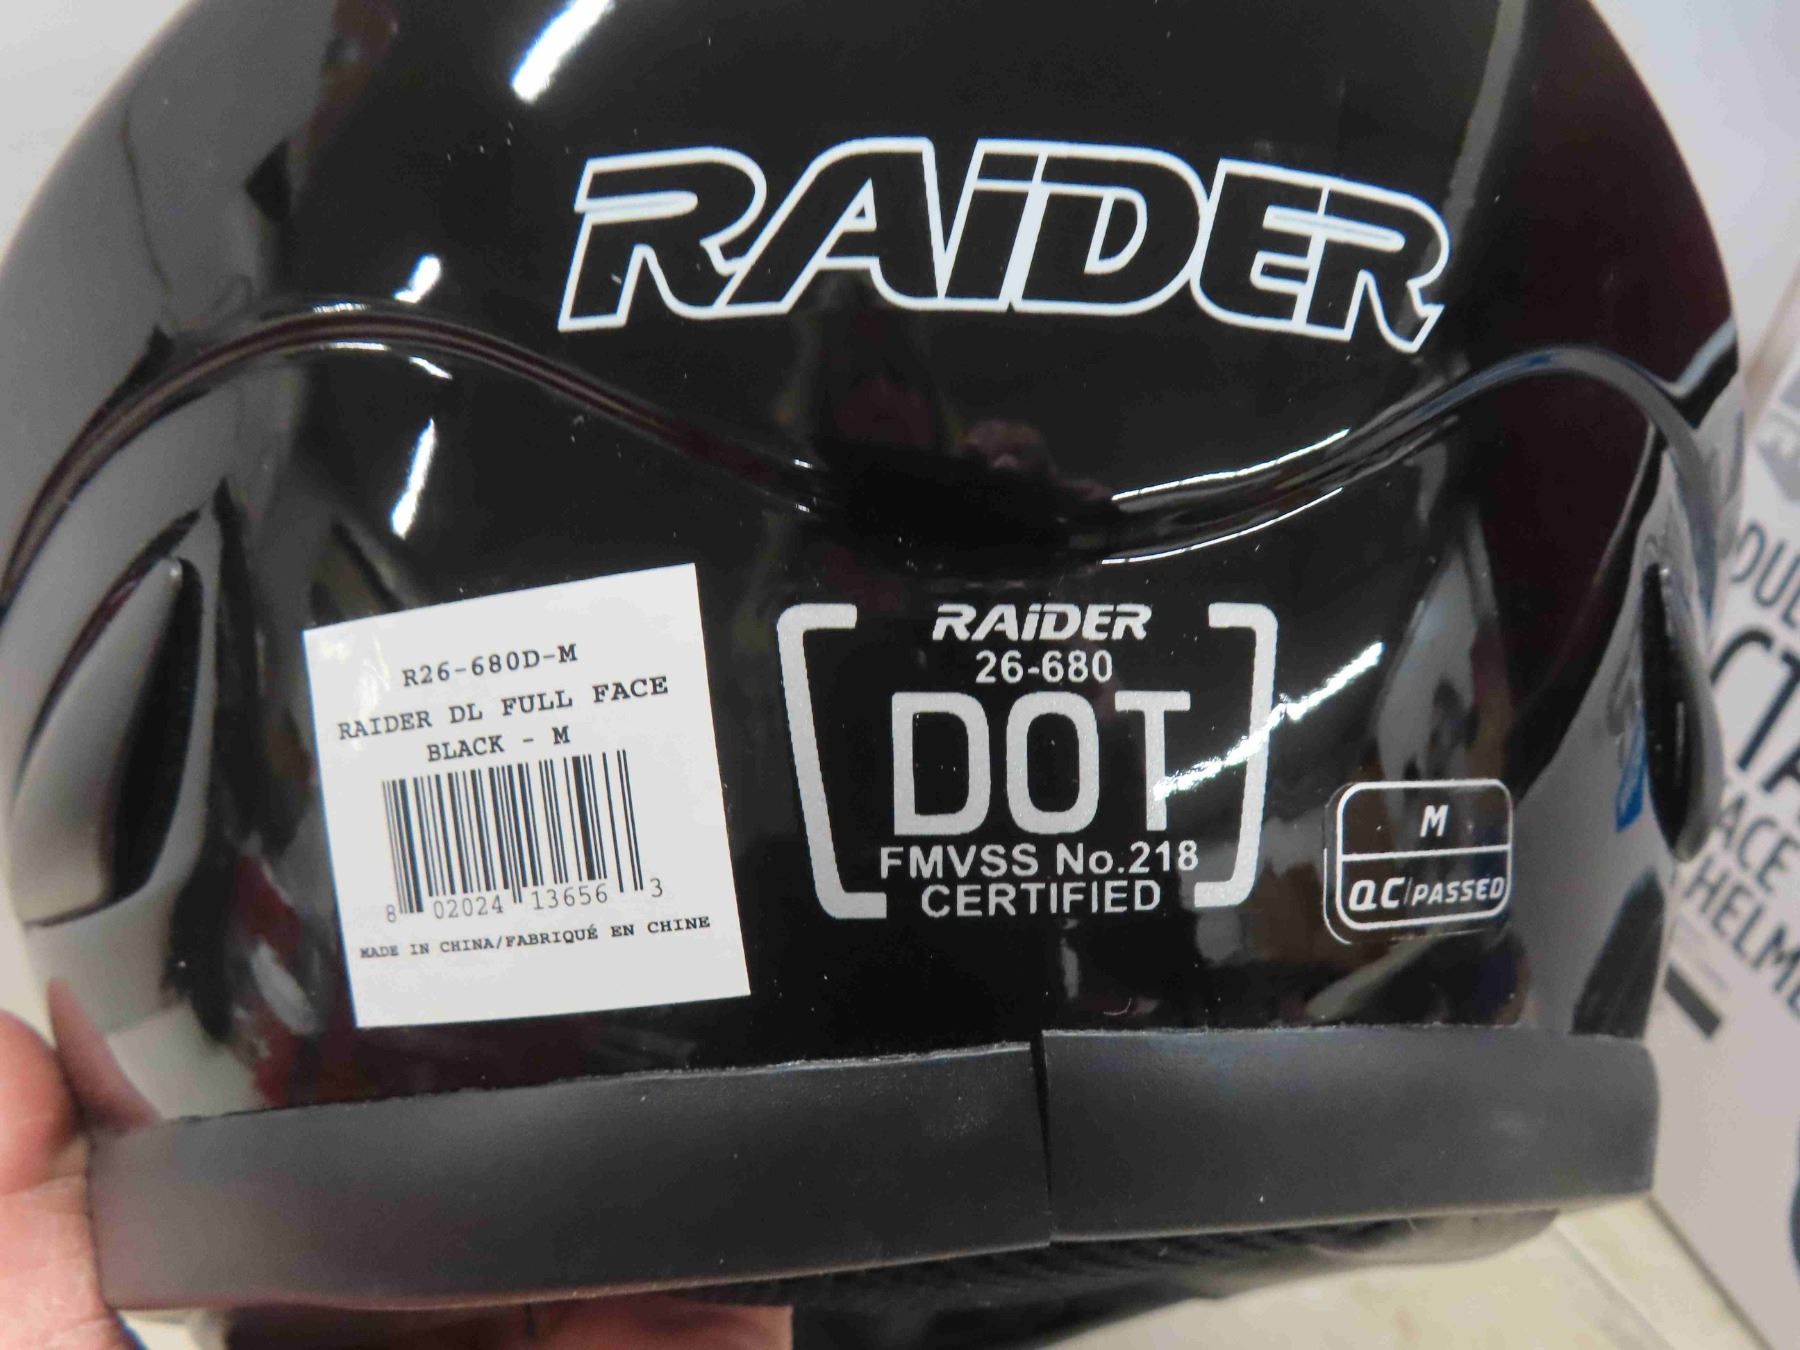 RAiDER
R26-680D-M
RAIDER DL FULL FACE
BLACK - M
8 02024 13656 3
MADE IN CHINA/FABRIQUÉ EN CHINE
RAiDER
26-680
DOT
FMVSS No.218
CERTIFIED
M
QC PASSED
HELM